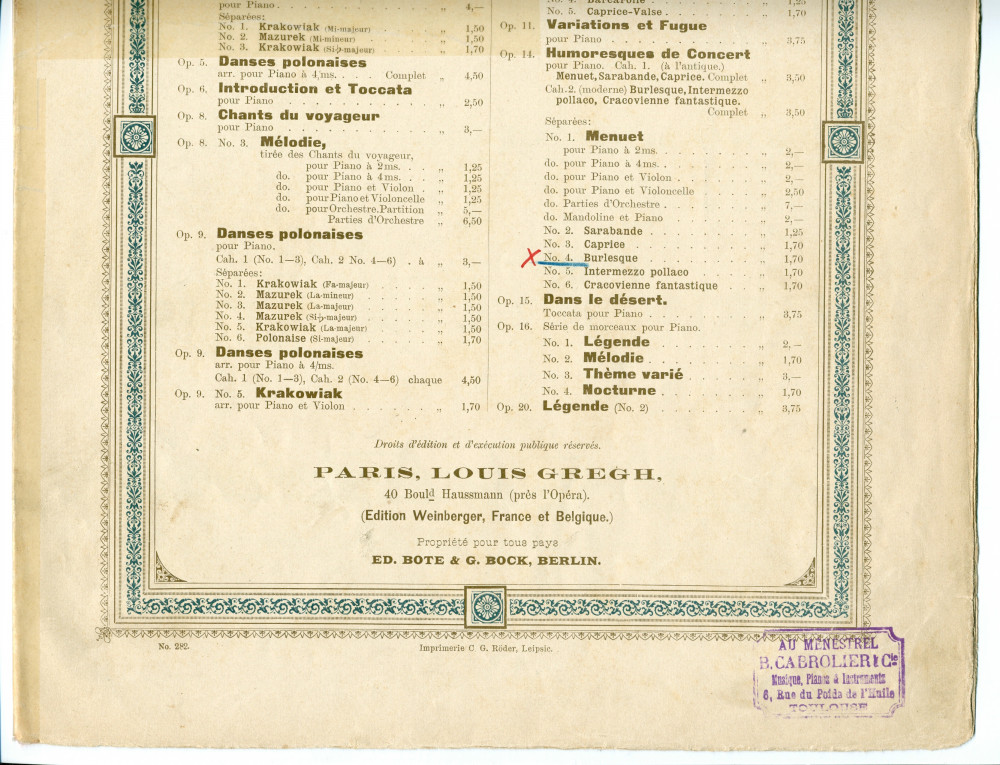 pour Piano . . . . . . . . . . . „ 4,—
Séparées:
No. 1. Krakowiak (Mi-majeur) „ 1,50
No. 2. Mazurek (Mi-mineur) „ 1,50
No. 3. Krakowiak (Si-♭-majeur) „ 1,70
Op. 5. Danses polonaises
arr. pour Piano à 4/ms. . . . Complet „ 4,50
Op. 6. Introduction et Toccata
pour Piano . . . . . . . . . . . „ 2,50
Op. 8. Chants du voyageur
pour Piano . . . . . . . . . . . „ 3,—
Op. 8. No. 3. Mélodie,
tirée des Chants du voyageur,
pour Piano à 2 ms. . . „ 1,25
do. pour Piano à 4 ms. . . „ 1,25
do. pour Piano et Violon . „ 1,25
do. pour Piano et Violoncelle „ 1,25
do. pour Orchestre. Partition „ 5,—
Parties d'Orchestre „ 6,50
Op. 9. Danses polonaises
pour Piano.
Cah. 1 (No. 1—3), Cah. 2 No. 4—6) . à „ 3,—
Séparées:
No. 1. Krakowiak (Fa-majeur) . . . . „ 1,50
No. 2. Mazurek (La-mineur) . . . . „ 1,50
No. 3. Mazurek (La-majeur) . . . . „ 1,50
No. 4. Mazurek (Si-♭-majeur) . . . . „ 1,50
No. 5. Krakowiak (La-majeur) . . . . „ 1,50
No. 6. Polonaise (Si-majeur) . . . . „ 1,70
Op. 9. Danses polonaises
arr. pour Piano à 4/ms.
Cah. 1 (No. 1—3), Cah. 2 (No. 4—6) chaque 4,50
Op. 9. No. 5. Krakowiak
arr. pour Piano et Violon . . . . . . „ 1,70
No. 4. Barcarolle . . . . . . . „ 1,25
No. 5. Caprice-Valse . . . . . „ 1,70
Op. 11. Variations et Fugue
pour Piano . . . . . . . . . . . „ 3,75
Op. 14. Humoresques de Concert
pour Piano. Cah. 1. (à l'antique.)
Menuet, Sarabande, Caprice. Complet „ 3,50
Cah. 2. (moderne) Burlesque, Intermezzo
pollaco, Cracovienne fantastique.
Complet „ 3,50
Séparées:
No. 1. Menuet
pour Piano à 2 ms. . . . . . . . „ 2,—
do. pour Piano à 4 ms. . . . . . . . „ 2,—
do. pour Piano et Violon . . . . . . „ 2,—
do. pour Piano et Violoncelle . . . . „ 2,50
do. Parties d'Orchestre . . . . . . . „ 7,—
do. Mandoline et Piano . . . . . . „ 2,—
No. 2. Sarabande . . . . . . . . „ 1,25
No. 3. Caprice . . . . . . . . . „ 1,70
X No. 4. Burlesque . . . . . . . . „ 1,70
No. 5. Intermezzo pollaco . . . . . „ 1,70
No. 6. Cracovienne fantastique . . „ 1,70
Op. 15. Dans le désert.
Toccata pour Piano . . . . . . . . „ 3,75
Op. 16. Série de morceaux pour Piano.
No. 1. Légende . . . . . . . . „ 2,—
No. 2. Mélodie . . . . . . . . „ 1,70
No. 3. Thème varié . . . . . „ 3,—
No. 4. Nocturne . . . . . . . „ 1,70
Op. 20. Légende (No. 2) . . . . . . . „ 3,75
Droits d'édition et d'exécution publique réservés.
PARIS, LOUIS GREGH,
40 Bould Haussmann (prés l'Opéra).
(Edition Weinberger, France et Belgique.)
Propriété pour tous pays
ED. BOTE & G. BOCK, BERLIN.
No. 282.
Imprimerie C. G. Röder, Leipsic.
AU MÉNESTREL
B. CABROLIER & Cie
Musique, Pianos & Instruments
6, Rue du Poids de l'Huile
TOULOUSE